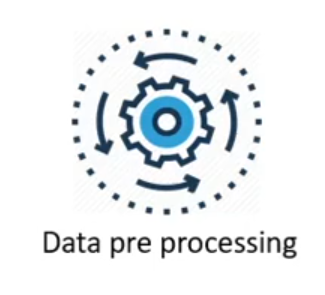 Data pre processing